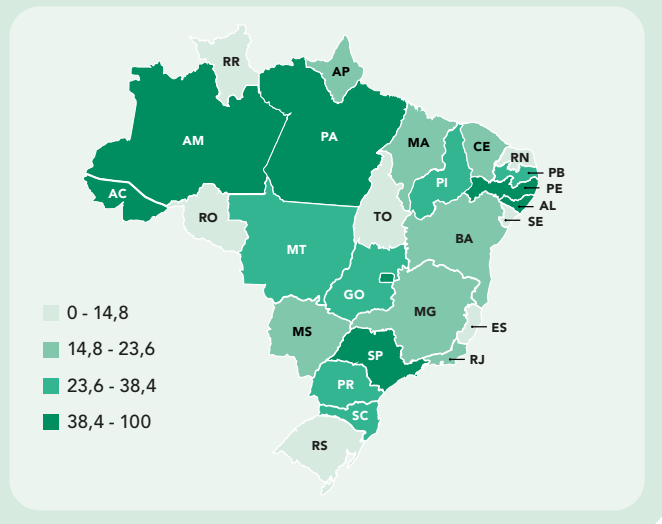 RR
AP
AM
PA
MA
CE
RN
PB
PI
PE
AC
AL
RO
TO
SE
BA
MT
GO
0 - 14,8
MG
ES
MS
14,8 - 23,6
SP
RJ
23,6 - 38,4
PR
SC
38,4 - 100
RS